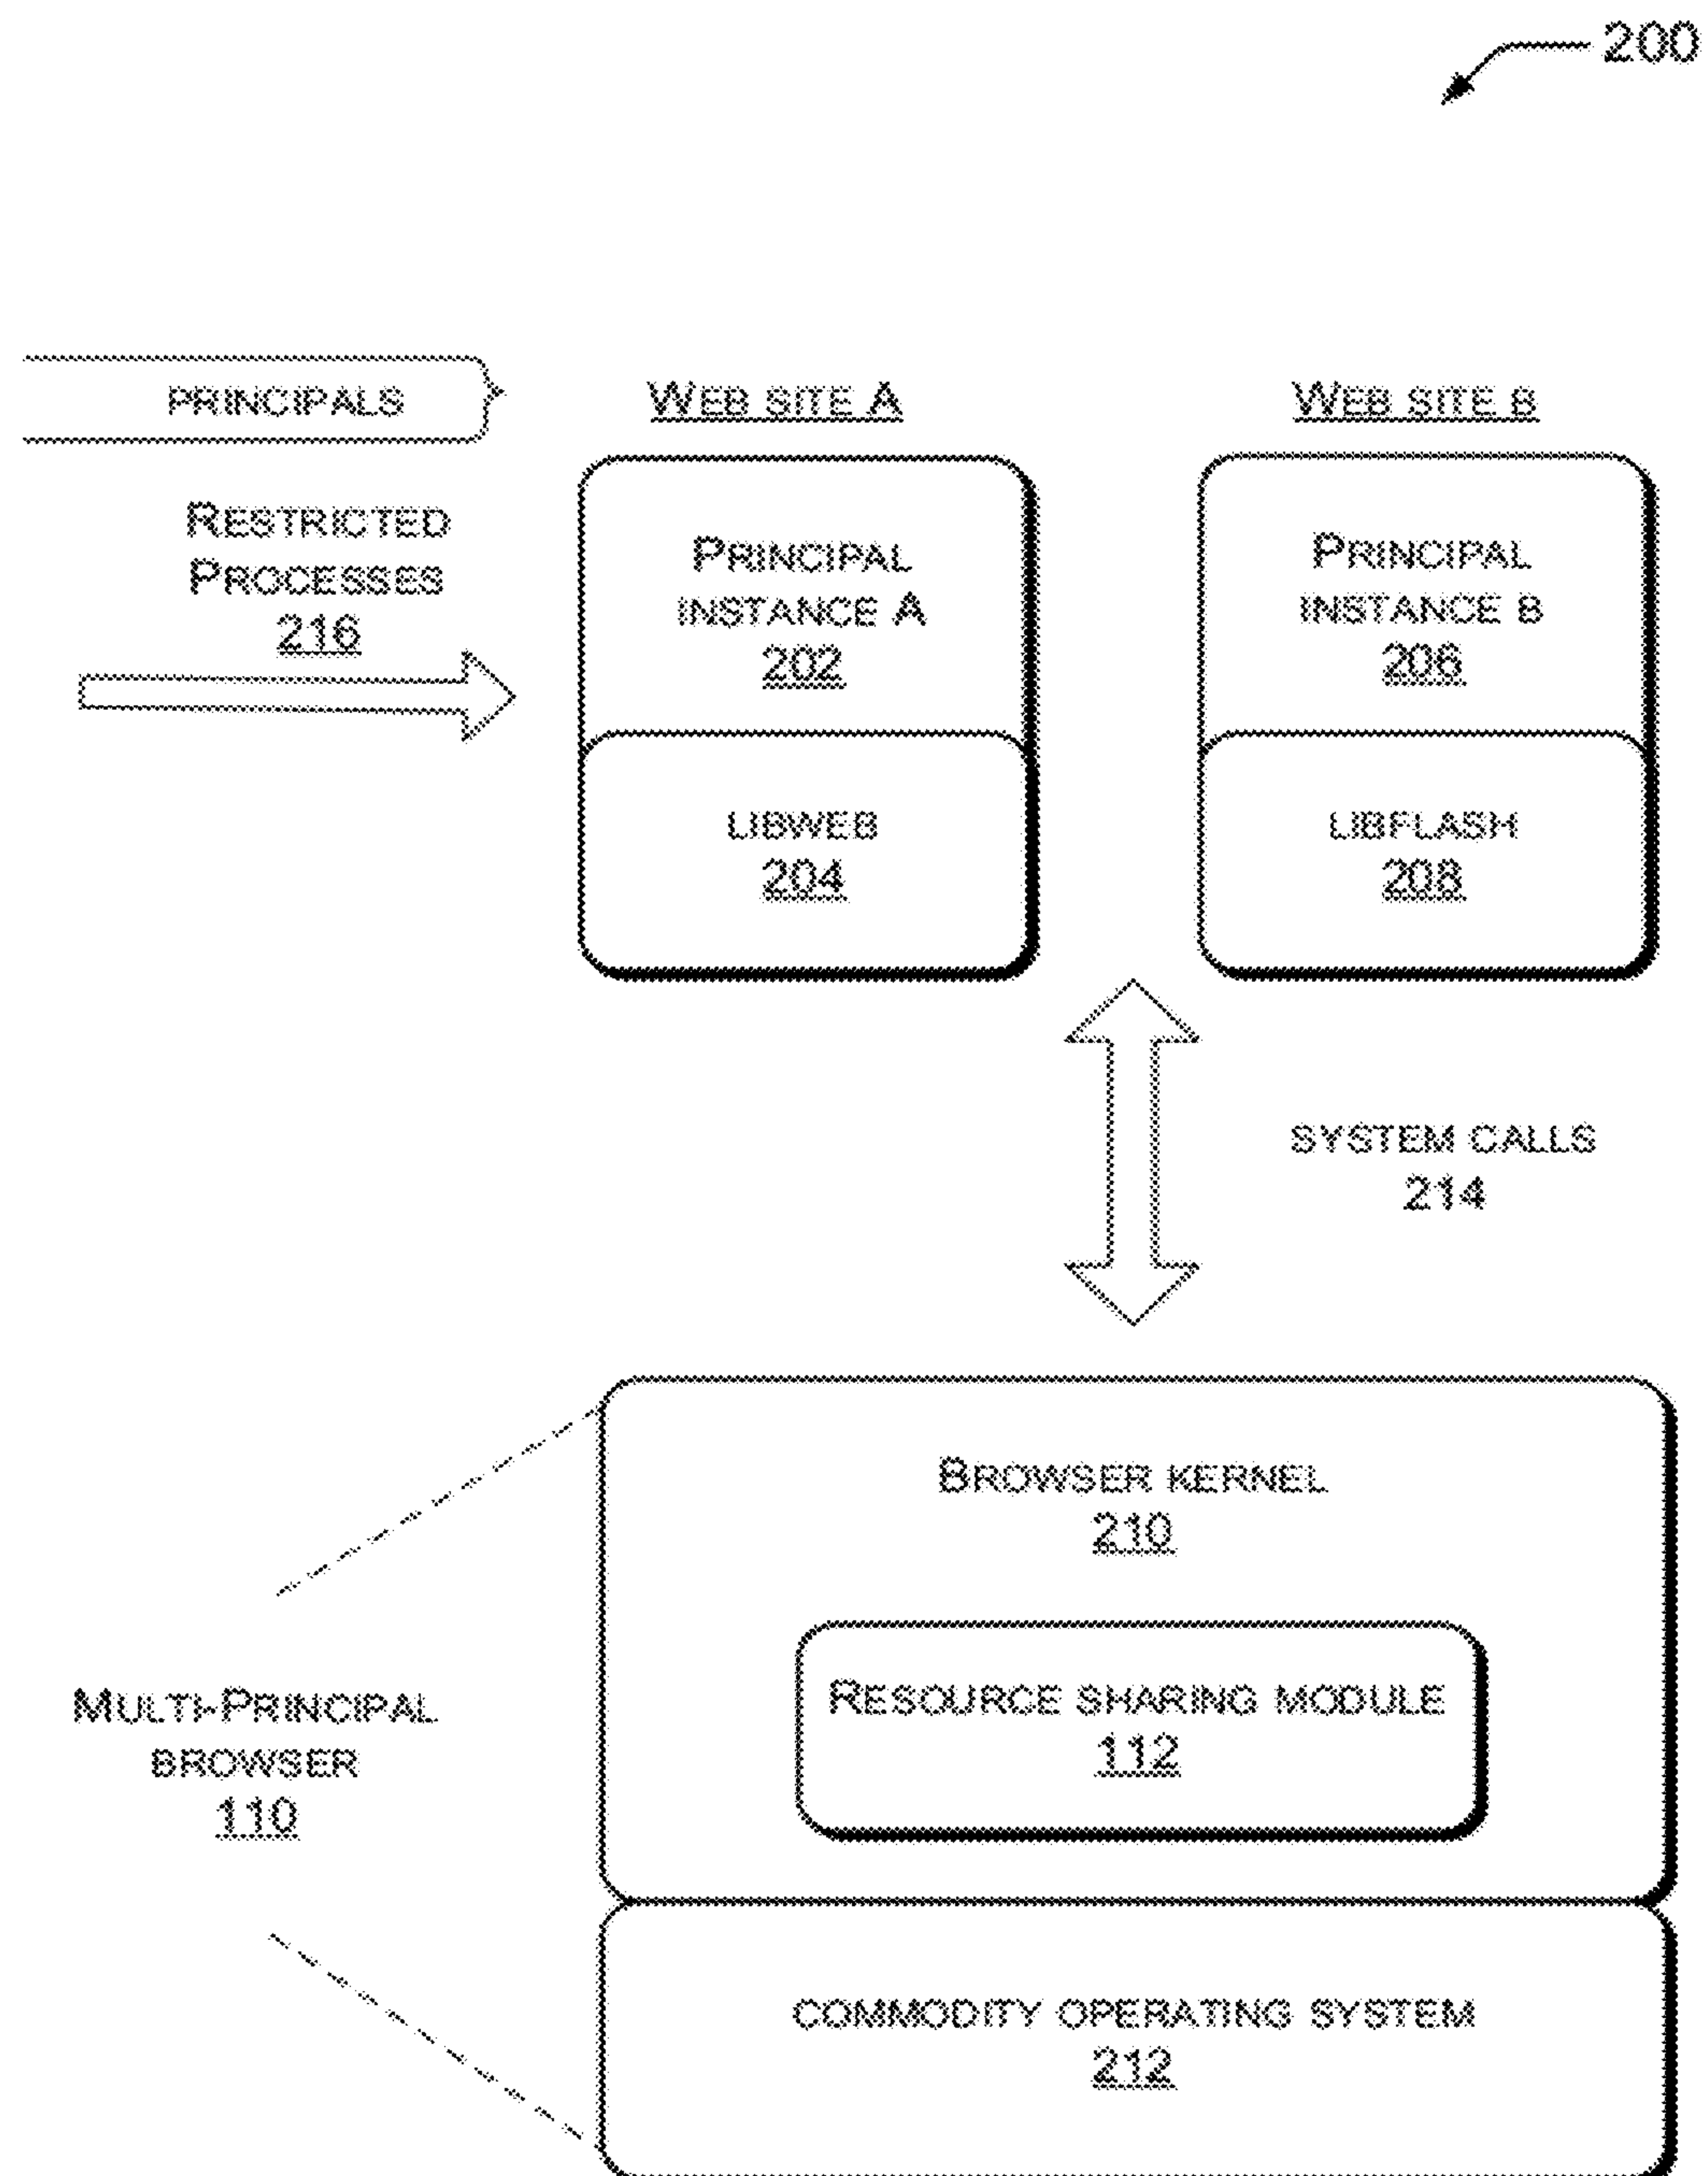 200
PRINCIPALS
WEB SITE A
WEB SITE B
RESTRICTED
PROCESSES
216
PRINCIPAL
INSTANCE A
202
PRINCIPAL
INSTANCE B
206
LIBWEB
204
LIBFLASH
208
SYSTEM CALLS
214
BROWSER KERNEL
210
RESOURCE SHARING MODULE
112
MULTI-PRINCIPAL
BROWSER
110
COMMODITY OPERATING SYSTEM
212